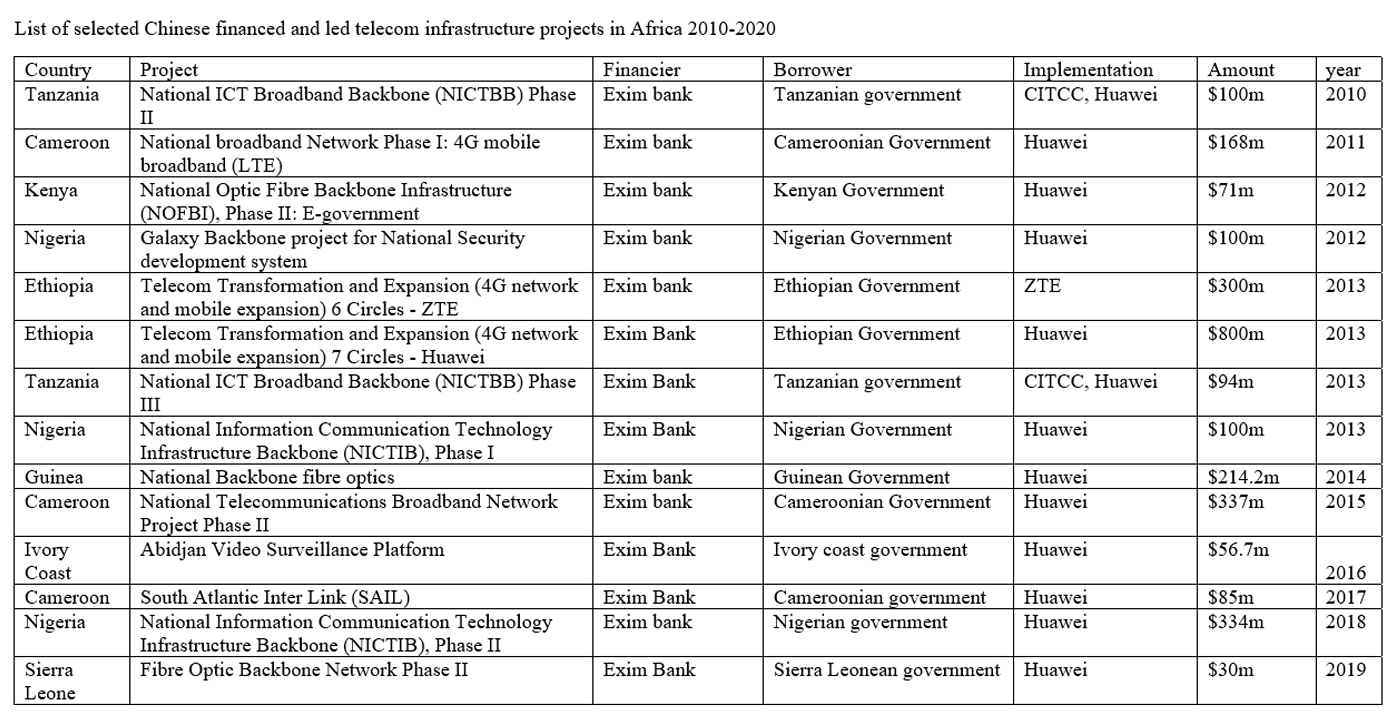 List of selected Chinese financed and led telecom infrastructure projects in Africa 2010-2020
Country Project Financier Borrower Implementation Amount year
Tanzania National ICT Broadband Backbone (NICTBB) Phase Exim bank Tanzanian government CITCC, Huawei $100m 2010
II
Cameroon National broadband Network Phase I: 4G mobile Exim bank Cameroonian Government Huawei $168m 2011
broadband (LTE)
Kenya National Optic Fibre Backbone Infrastructure Exim bank Kenyan Government Huawei $71m 2012
(NOFBI), Phase II: E-government
Nigeria Galaxy Backbone project for National Security Exim bank Nigerian Government Huawei $100m 2012
development system
Ethiopia Telecom Transformation and Expansion (4G network Exim bank Ethiopian Government ZTE $300m 2013
and mobile expansion) 6 Circles - ZTE
Ethiopia Telecom Transformation and Expansion (4G network Exim Bank Ethiopian Government Huawei $800m 2013
and mobile expansion) 7 Circles - Huawei
Tanzania National ICT Broadband Backbone (NICTBB) Phase Exim Bank Tanzanian government CITCC, Huawei $94m 2013
III
Nigeria National Information Communication Technology Exim Bank Nigerian Government Huawei $100m 2013
Infrastructure Backbone (NICTIB), Phase I
Guinea National Backbone fibre optics Exim bank Guinean Government Huawei $214.2m 2014
Cameroon National Telecommunications Broadband Network Exim bank Cameroonian Government Huawei $337m 2015
Project Phase II
Ivory Abidjan Video Surveillance Platform Exim Bank Ivory coast government Huawei $56.7m
Coast 2016
Cameroon South Atlantic Inter Link (SAIL) Exim Bank Cameroonian government Huawei $85m 2017
Nigeria National Information Communication Technology Exim bank Nigerian government Huawei $334m 2018
Infrastructure Backbone (NICTIB), Phase II
Sierra Fibre Optic Backbone Network Phase II Exim Bank Sierra Leonean government Huawei $30m 2019
Leone